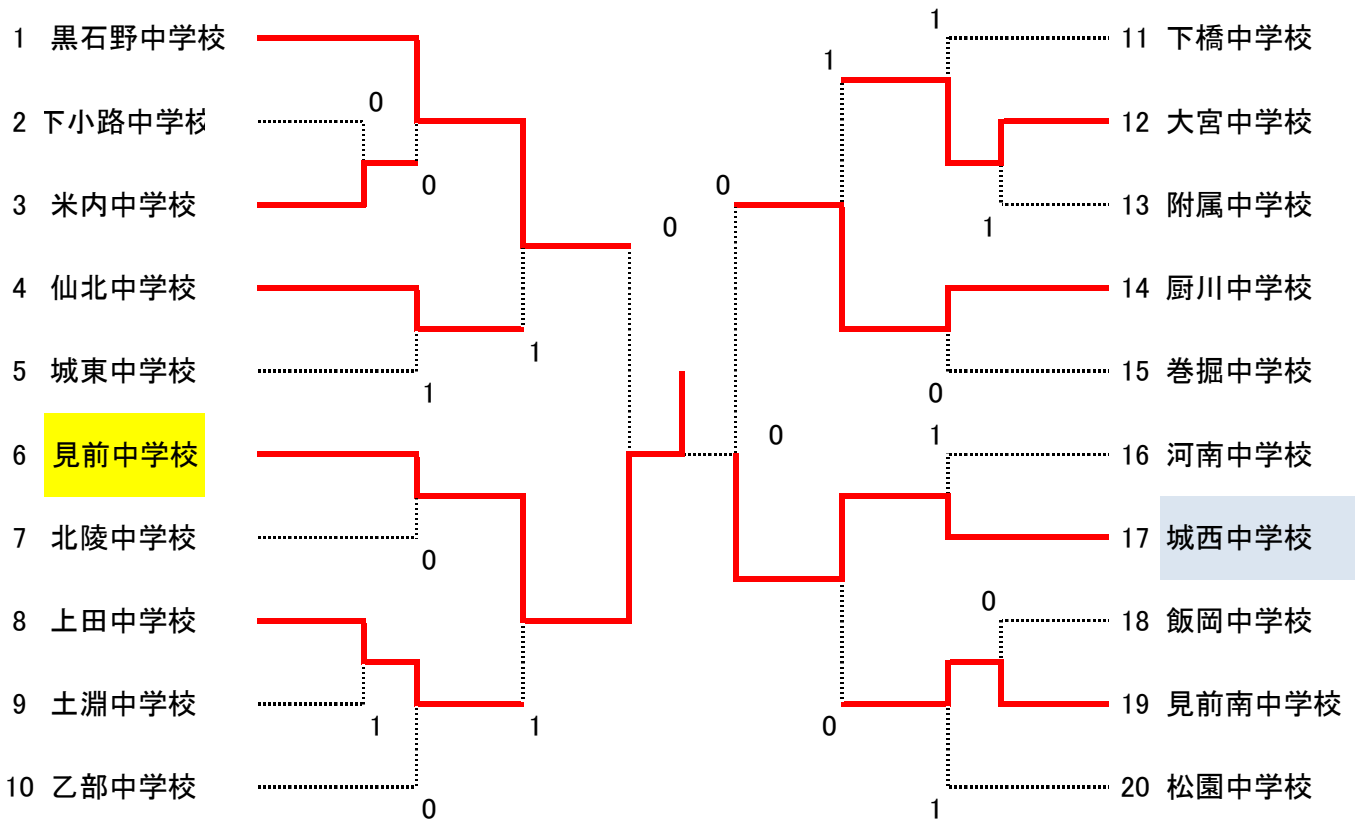 1 黒石野中学校
2 下小路中学校
3 米内中学校
4 仙北中学校
5 城東中学校
6 見前中学校
7 北陵中学校
8 上田中学校
9 土淵中学校
10 乙部中学校
0
0
1
1
0
1
1
0
0
0
0
1
1
1
0
1
0
0
1
11 下橋中学校
12 大宮中学校
13 附属中学校
14 厨川中学校
15 巻掘中学校
16 河南中学校
17 城西中学校
18 飯岡中学校
19 見前南中学校
20 松園中学校